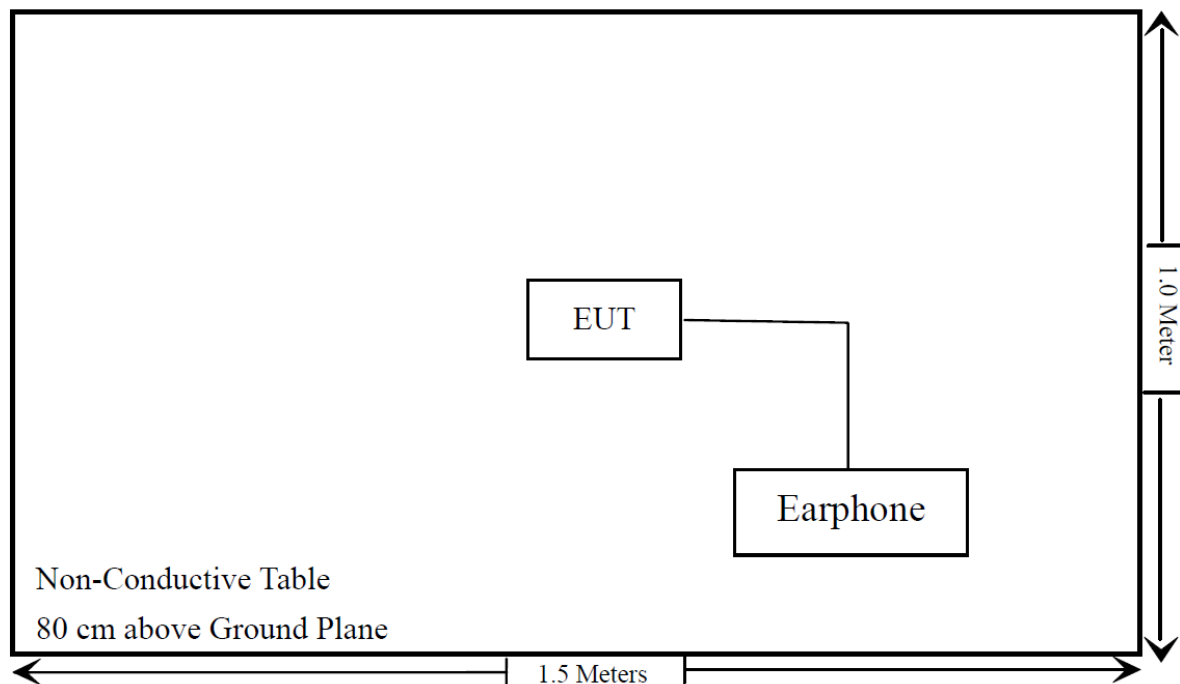 EUT
1.0 Meter
Earphone
Non-Conductive Table
80 cm above Ground Plane
1.5 Meters